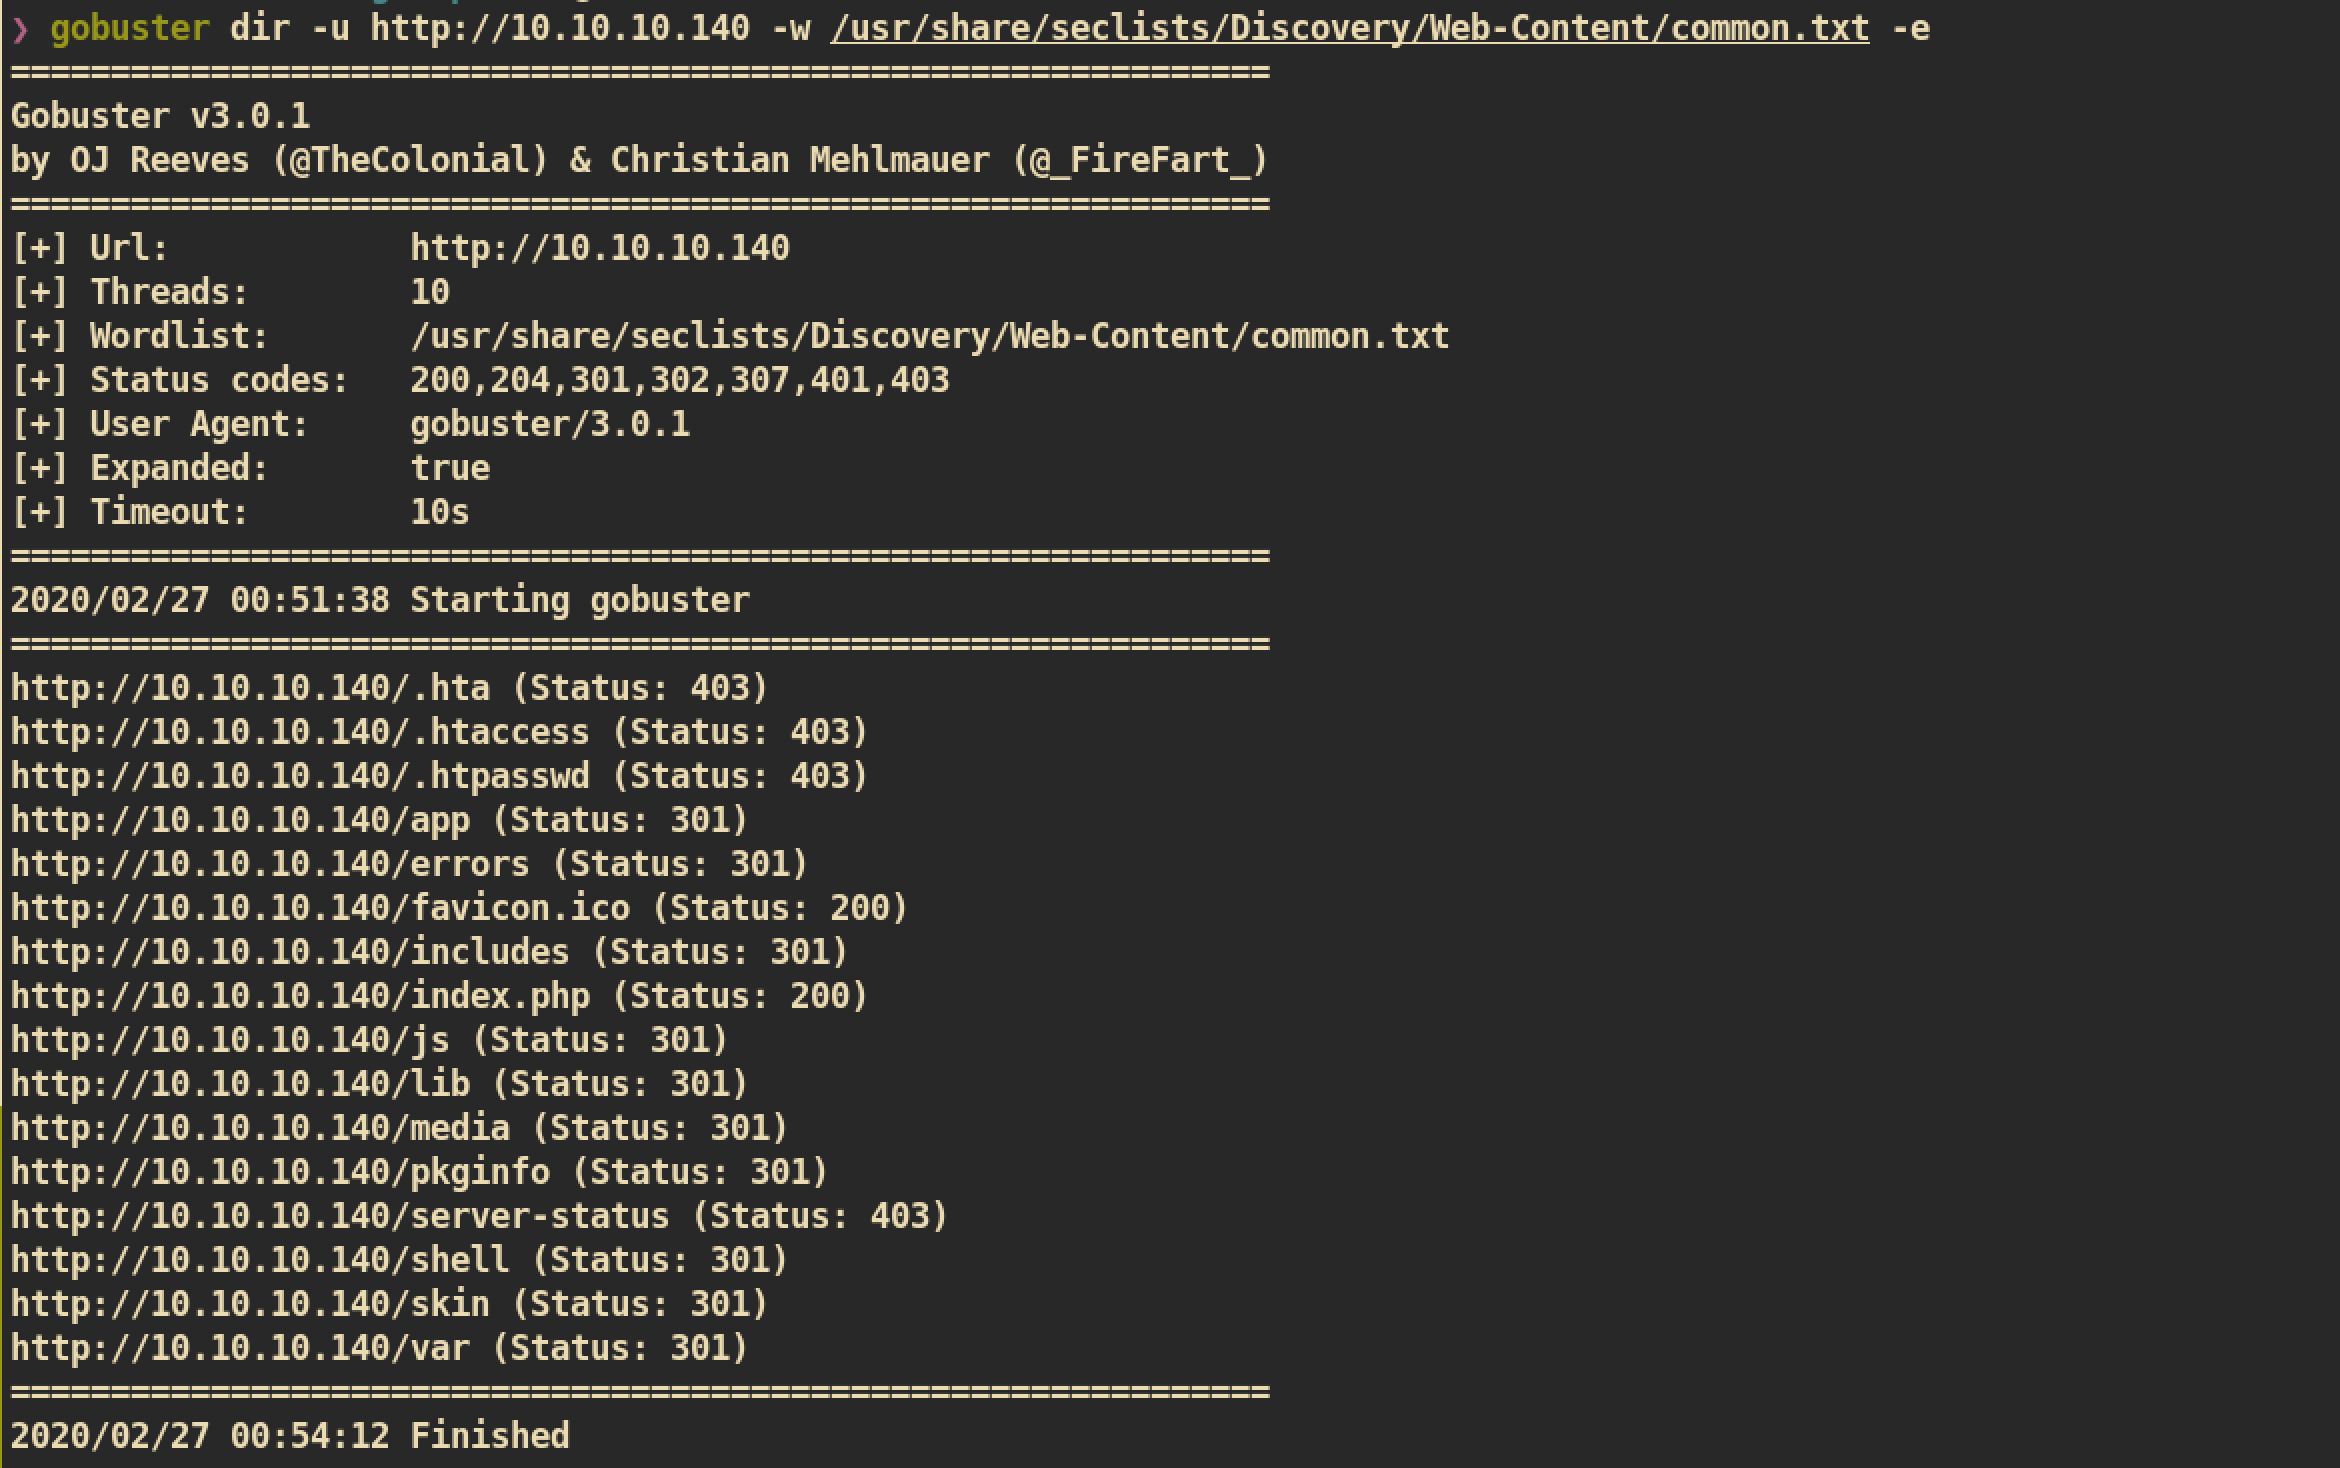 ❯ gobuster dir -u http://10.10.10.140 -w /usr/share/seclists/Discovery/Web-Content/common.txt -e
===============================================================
Gobuster v3.0.1
by OJ Reeves (@TheColonial) & Christian Mehlmauer (@_FireFart_)
===============================================================
[+] Url:            http://10.10.10.140
[+] Threads:        10
[+] Wordlist:       /usr/share/seclists/Discovery/Web-Content/common.txt
[+] Status codes:   200,204,301,302,307,401,403
[+] User Agent:     gobuster/3.0.1
[+] Expanded:       true
[+] Timeout:        10s
===============================================================
2020/02/27 00:51:38 Starting gobuster
===============================================================
http://10.10.10.140/.hta (Status: 403)
http://10.10.10.140/.htaccess (Status: 403)
http://10.10.10.140/.htpasswd (Status: 403)
http://10.10.10.140/app (Status: 301)
http://10.10.10.140/errors (Status: 301)
http://10.10.10.140/favicon.ico (Status: 200)
http://10.10.10.140/includes (Status: 301)
http://10.10.10.140/index.php (Status: 200)
http://10.10.10.140/js (Status: 301)
http://10.10.10.140/lib (Status: 301)
http://10.10.10.140/media (Status: 301)
http://10.10.10.140/pkginfo (Status: 301)
http://10.10.10.140/server-status (Status: 403)
http://10.10.10.140/shell (Status: 301)
http://10.10.10.140/skin (Status: 301)
http://10.10.10.140/var (Status: 301)
===============================================================
2020/02/27 00:54:12 Finished